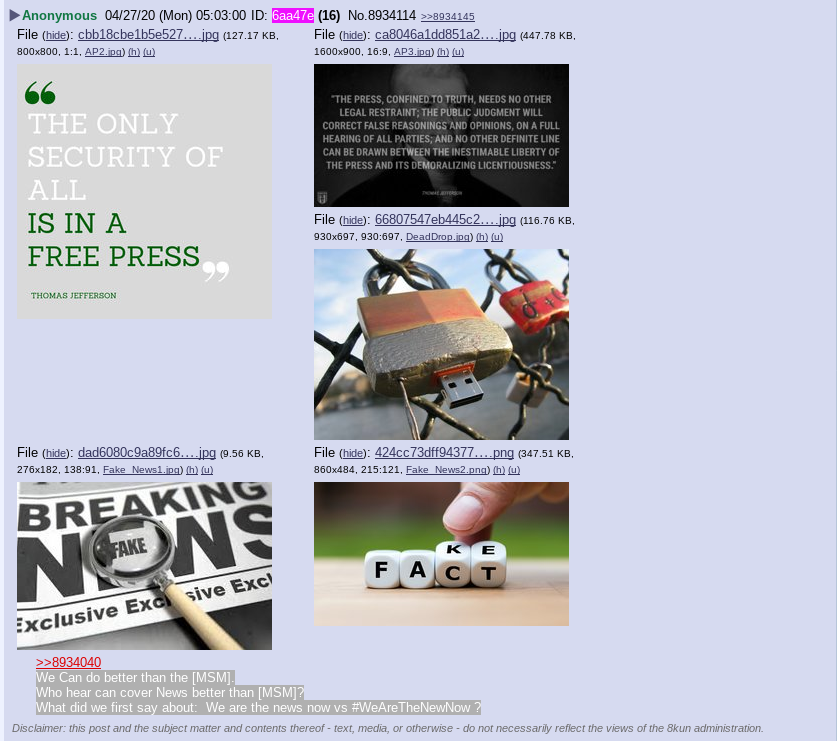 ▶Anonymous 04/27/20 (Mon) 05:03:00 ID: 6aa47e (16) No.8934114 >>8934145
File (hide): cbb18cbe1b5e527….jpg (127.17 KB,
800x800, 1:1, AP2.jpg) (h) (u)
“
THE ONLY
SECURITY OF
ALL
IS IN A
FREE PRESS
”
THOMAS JEFFERSON
File (hide): ca8046a1dd851a2….jpg (447.78 KB,
1600x900, 16:9, AP3.jpg) (h) (u)
"THE PRESS, CONFINED TO TRUTH, NEEDS NO OTHER
LEGAL RESTRAINT; THE PUBLIC JUDGMENT WILL
CORRECT FALSE REASONINGS AND OPINIONS, ON A FULL
HEARING OF ALL PARTIES; AND NO OTHER DEFINITE LINE
CAN BE DRAWN BETWEEN THE INESTIMABLE LIBERTY OF
THE PRESS AND ITS DEMORALIZING LICENTIOUSNESS."
THOMAS JEFFERSON
File (hide): 66807547eb445c2….jpg (116.76 KB,
930x697, 930:697, DeadDrop.jpg) (h) (u)
File (hide): dad6080c9a89fc6….jpg (9.56 KB,
276x182, 138:91, Fake_News1.jpg) (h) (u)
BREAKING
NEWS
FAKE
Exclusive Exclusive Excl
File (hide): 424cc73dff94377….png (347.51 KB,
860x484, 215:121, Fake_News2.png) (h) (u)
K E
F A C T
>>8934040
We Can do better than the [MSM].
Who hear can cover News better than [MSM]?
What did we first say about:  We are the news now vs #WeAreTheNewNow ?
Disclaimer: this post and the subject matter and contents thereof - text, media, or otherwise - do not necessarily reflect the views of the 8kun administration.